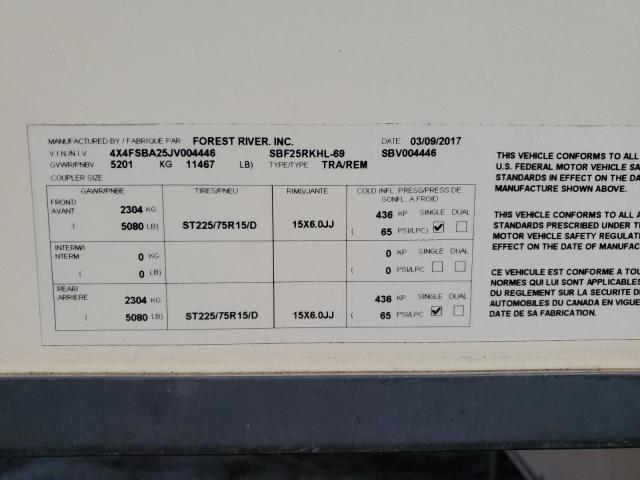 MANUFACTURED BY / FABRIQUE PAR FOREST RIVER. INC. DATE 03/09/2017
VIN/NIV 4X4FSBA25JV004446 SBF25RKHL-69 SBV004446
GVWR/PNBV 5201 KG 11467 LB) TYPE/TYPE TRA/REM
COUPLER SIZE
GAWR/PNBE TIRES/PNEU RIMS/JANTE COLD INFL. PRESS/PRESS DE GONFL. A FROID
FRONT/
AVANT 2304 KG 436 KP SINGLE DUAL
( 5080 LB) ST225/75R15/D 15X6.0JJ ( 65 PSI/LPC)
INTERM/I
NTERM 0 KG 0 KP SINGLE DUAL
( 0 LB) ( 0 PSI/LPC
REAR/
ARRIERE 2304 KG 436 KP SINGLE DUAL
( 5080 LB) ST225/75R15/D 15X6.0JJ ( 65 PSI/LPC
THIS VEHICLE CONFORMS TO ALL
U.S. FEDERAL MOTOR VEHICLE SA
STANDARDS IN EFFECT ON THE DA
MANUFACTURE SHOWN ABOVE.
THIS VEHICLE CONFORMS TO ALL A
STANDARDS PRESCRIBED UNDER TH
MOTOR VEHICLE SAFETY REGULAT
EFFECT ON THE DATE OF MANUFAC
CE VEHICULE EST CONFORME A TOU
NORMES QUI LUI SONT APPLICABLES
DU REGLEMENT SUR LA SECURITE D
AUTOMOBILES DU CANADA EN VIGUE
DATE DE SA FABRICATION.